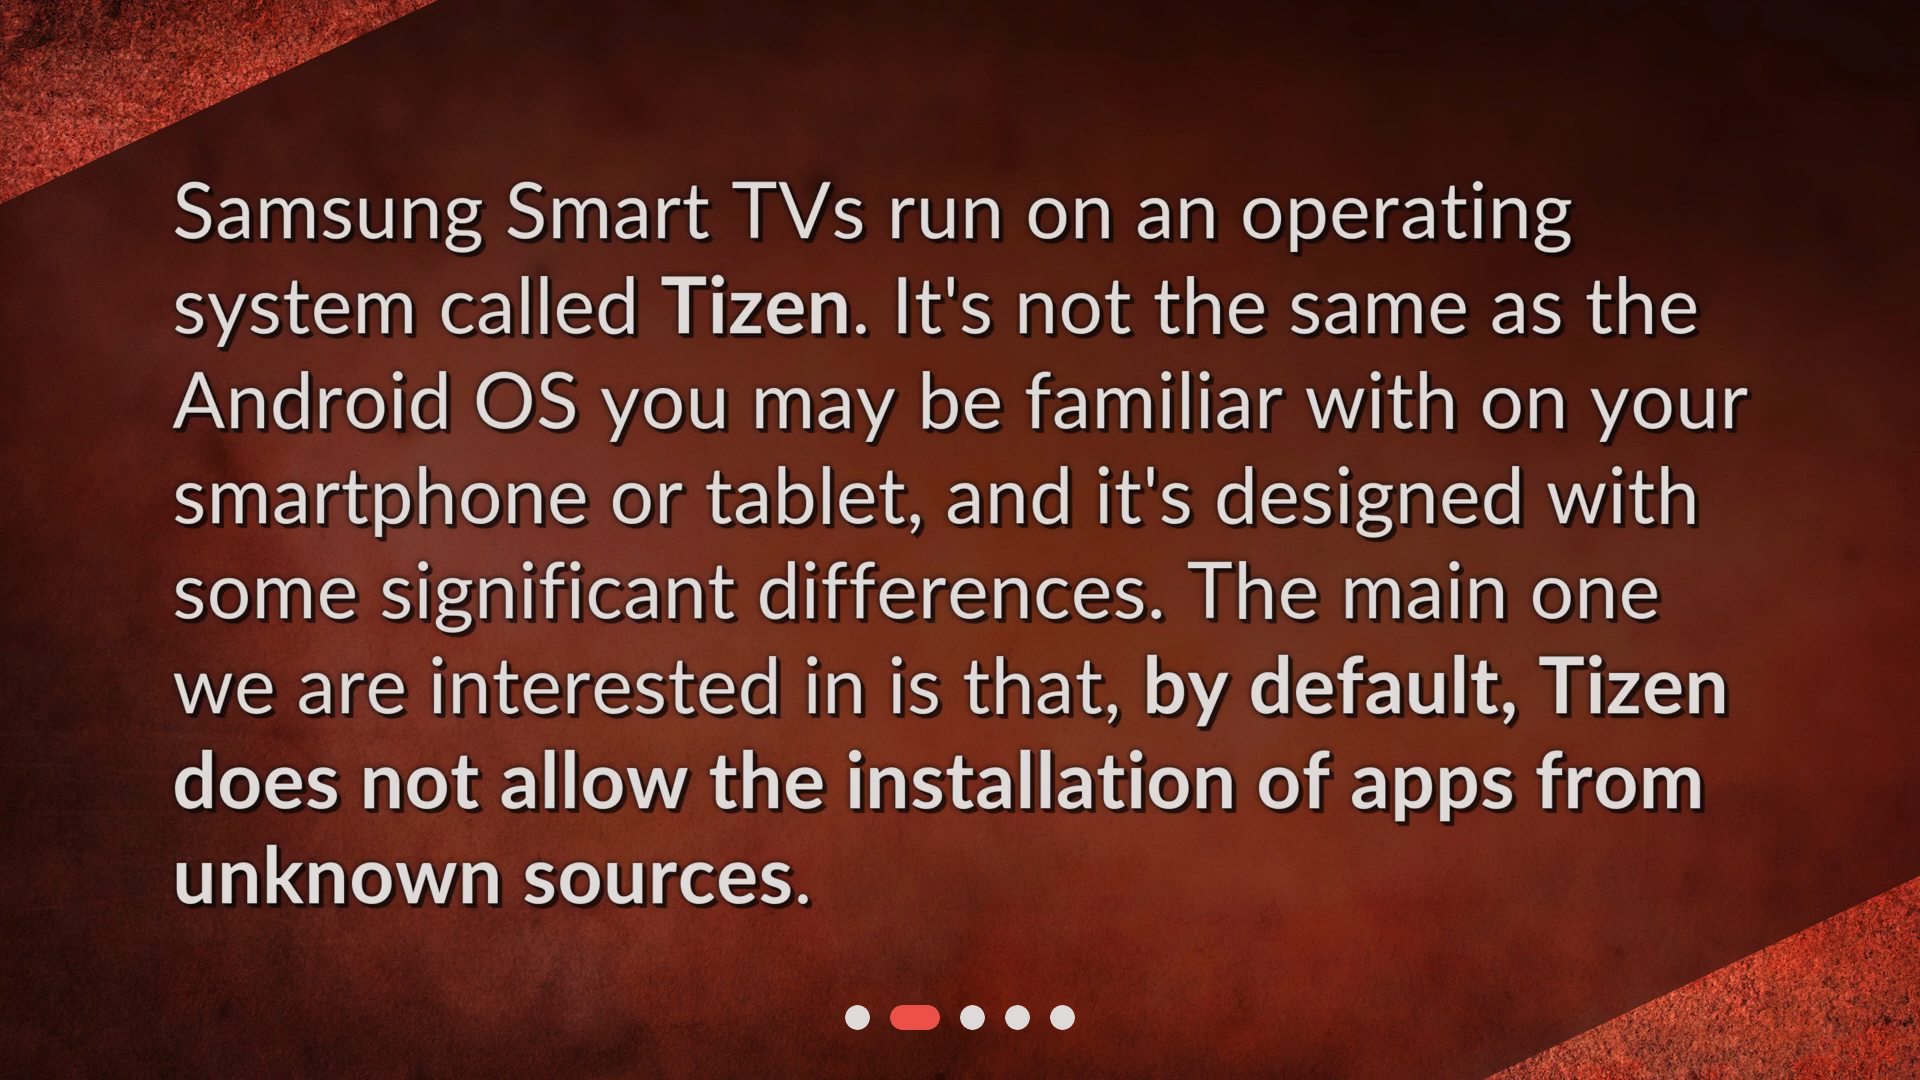 Samsung Smart TVs run on an operating
system called Tizen. It's not the same as the
Android OS you may be familiar with on your
smartphone or tablet, and it's designed with
some significant differences. The main one
we are interested in is that, by default, Tizen
does not allow the installation of apps from
unknown sources.